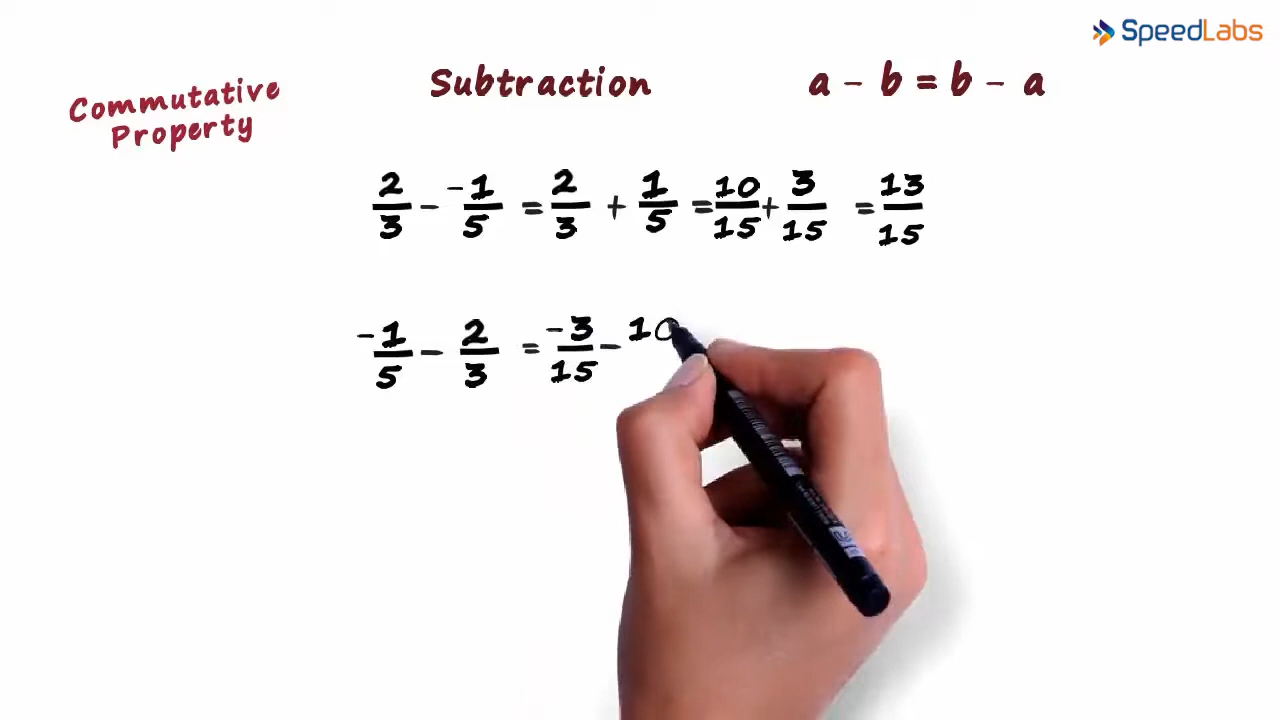 SpeedLabs
Commutative
Property
Subtraction
a - b = b - a
2/3 - -1/5 = 2/3 + 1/5 = 10/15 + 3/15 = 13/15
-1/5 - 2/3 = -3/15 - 10